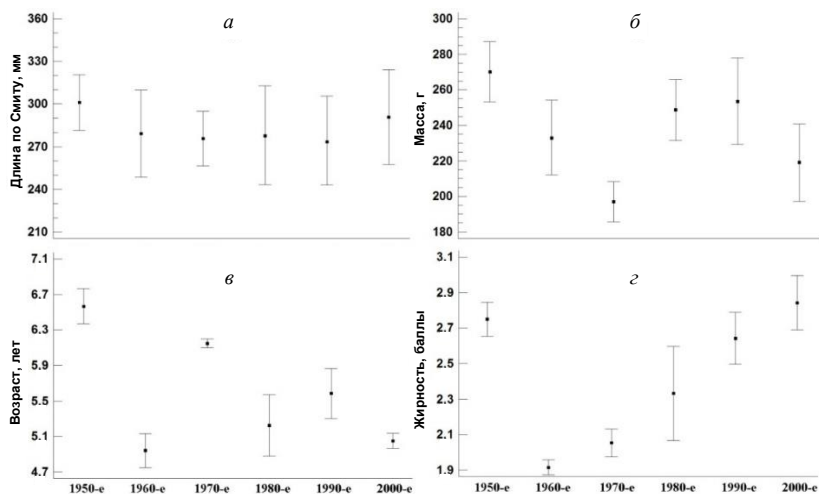 а
Длина по Смиту, мм
360
330
300
270
240
210
б
Масса, г
300
280
260
240
220
200
180
в
Возраст, лет
7.1
6.7
6.3
5.9
5.5
5.1
4.7
1950-е 1960-е 1970-е 1980-е 1990-е 2000-е
г
Жирность, баллы
3.1
2.9
2.7
2.5
2.3
2.1
1.9
1950-е 1960-е 1970-е 1980-е 1990-е 2000-е